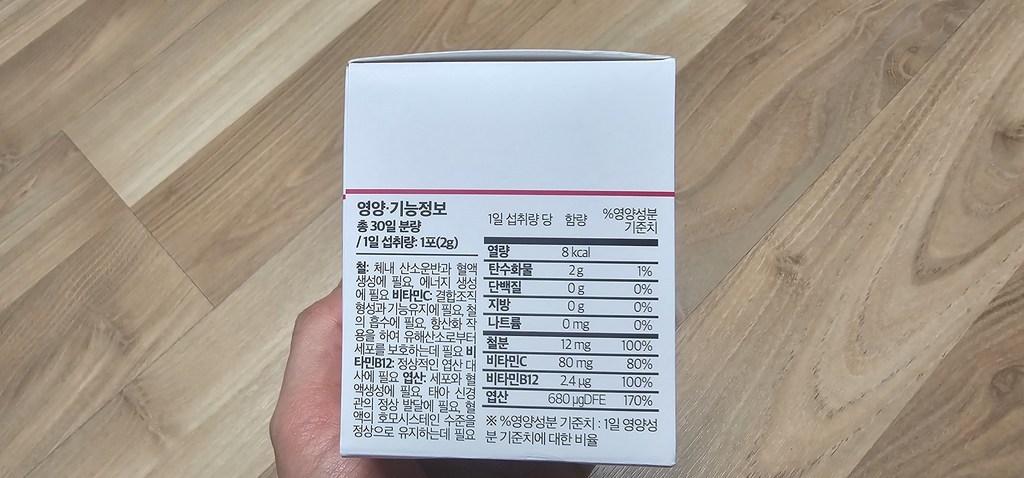 영양·기능정보
총 30일 분량
/ 1일 섭취량: 1포(2g)
철: 체내 산소운반과 혈액
생성에 필요, 에너지 생성
에 필요 비타민C: 결합조직
형성과 기능유지에 필요, 철
의 흡수에 필요, 항산화 작
용을 하여 유해산소로부터
세포를 보호하는데 필요 비
타민B12: 정상적인 엽산 대
사에 필요 엽산: 세포와 혈
액생성에 필요, 태아 신경
관의 정상 발달에 필요, 혈
액의 호모시스테인 수준을
정상으로 유지하는데 필요
1일 섭취량 당 함량 %영양성분
기준치
열량 8 kcal
탄수화물 2 g 1%
단백질 0 g 0%
지방 0 g 0%
나트륨 0 mg 0%
철분 12 mg 100%
비타민C 80 mg 80%
비타민B12 2.4 µg 100%
엽산 680 µgDFE 170%
※ %영양성분 기준치 : 1일 영양성
분 기준치에 대한 비율